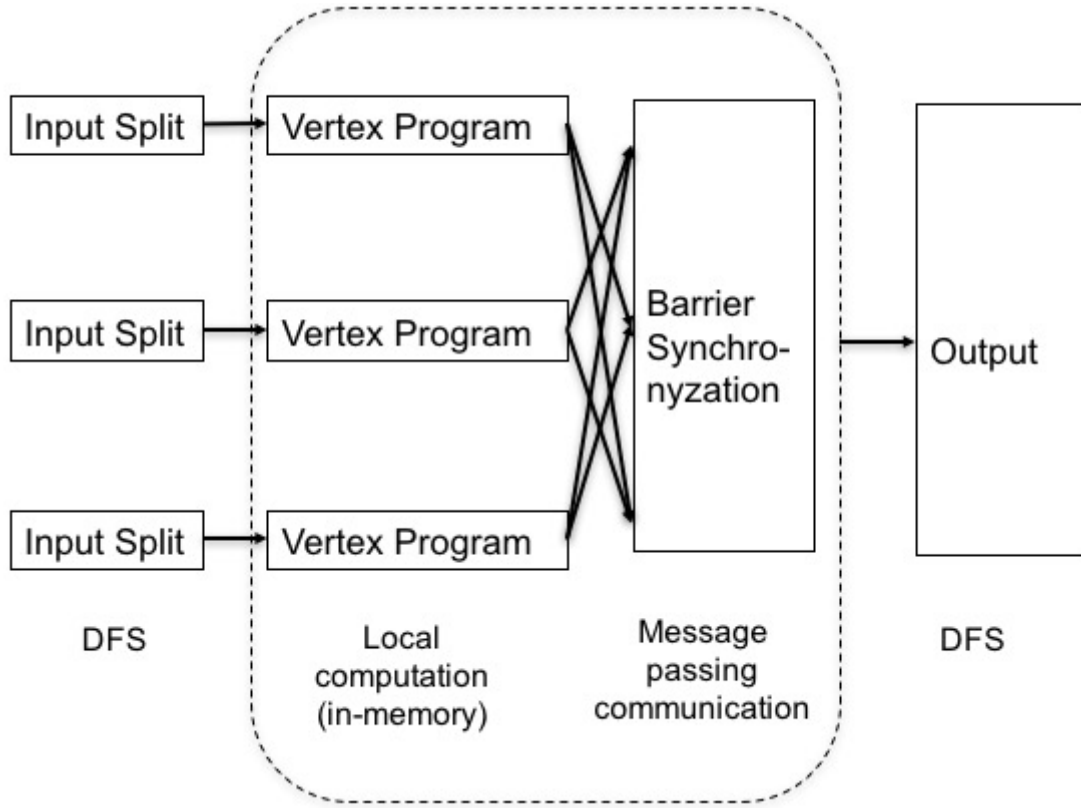 Input Split
Vertex Program
Input Split
Vertex Program
Input Split
Vertex Program
Barrier
Synchro-
nyzation
Output
DFS
Local
computation
(in-memory)
Message
passing
communication
DFS